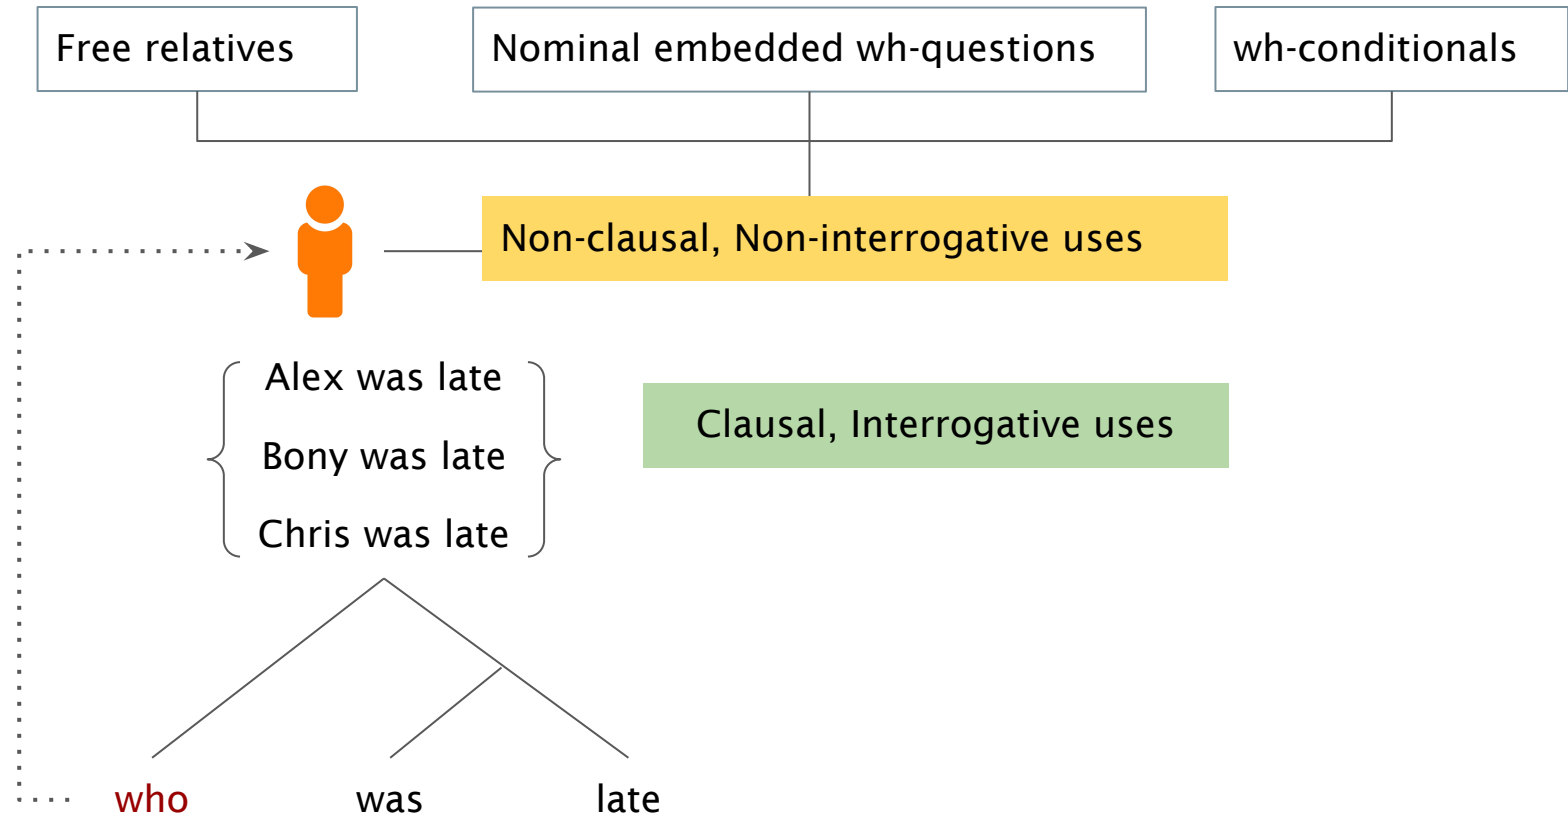 Free relatives
Nominal embedded wh-questions
wh-conditionals
Non-clausal, Non-interrogative uses
Alex was late
Bony was late
Chris was late
Clausal, Interrogative uses
who
was
late